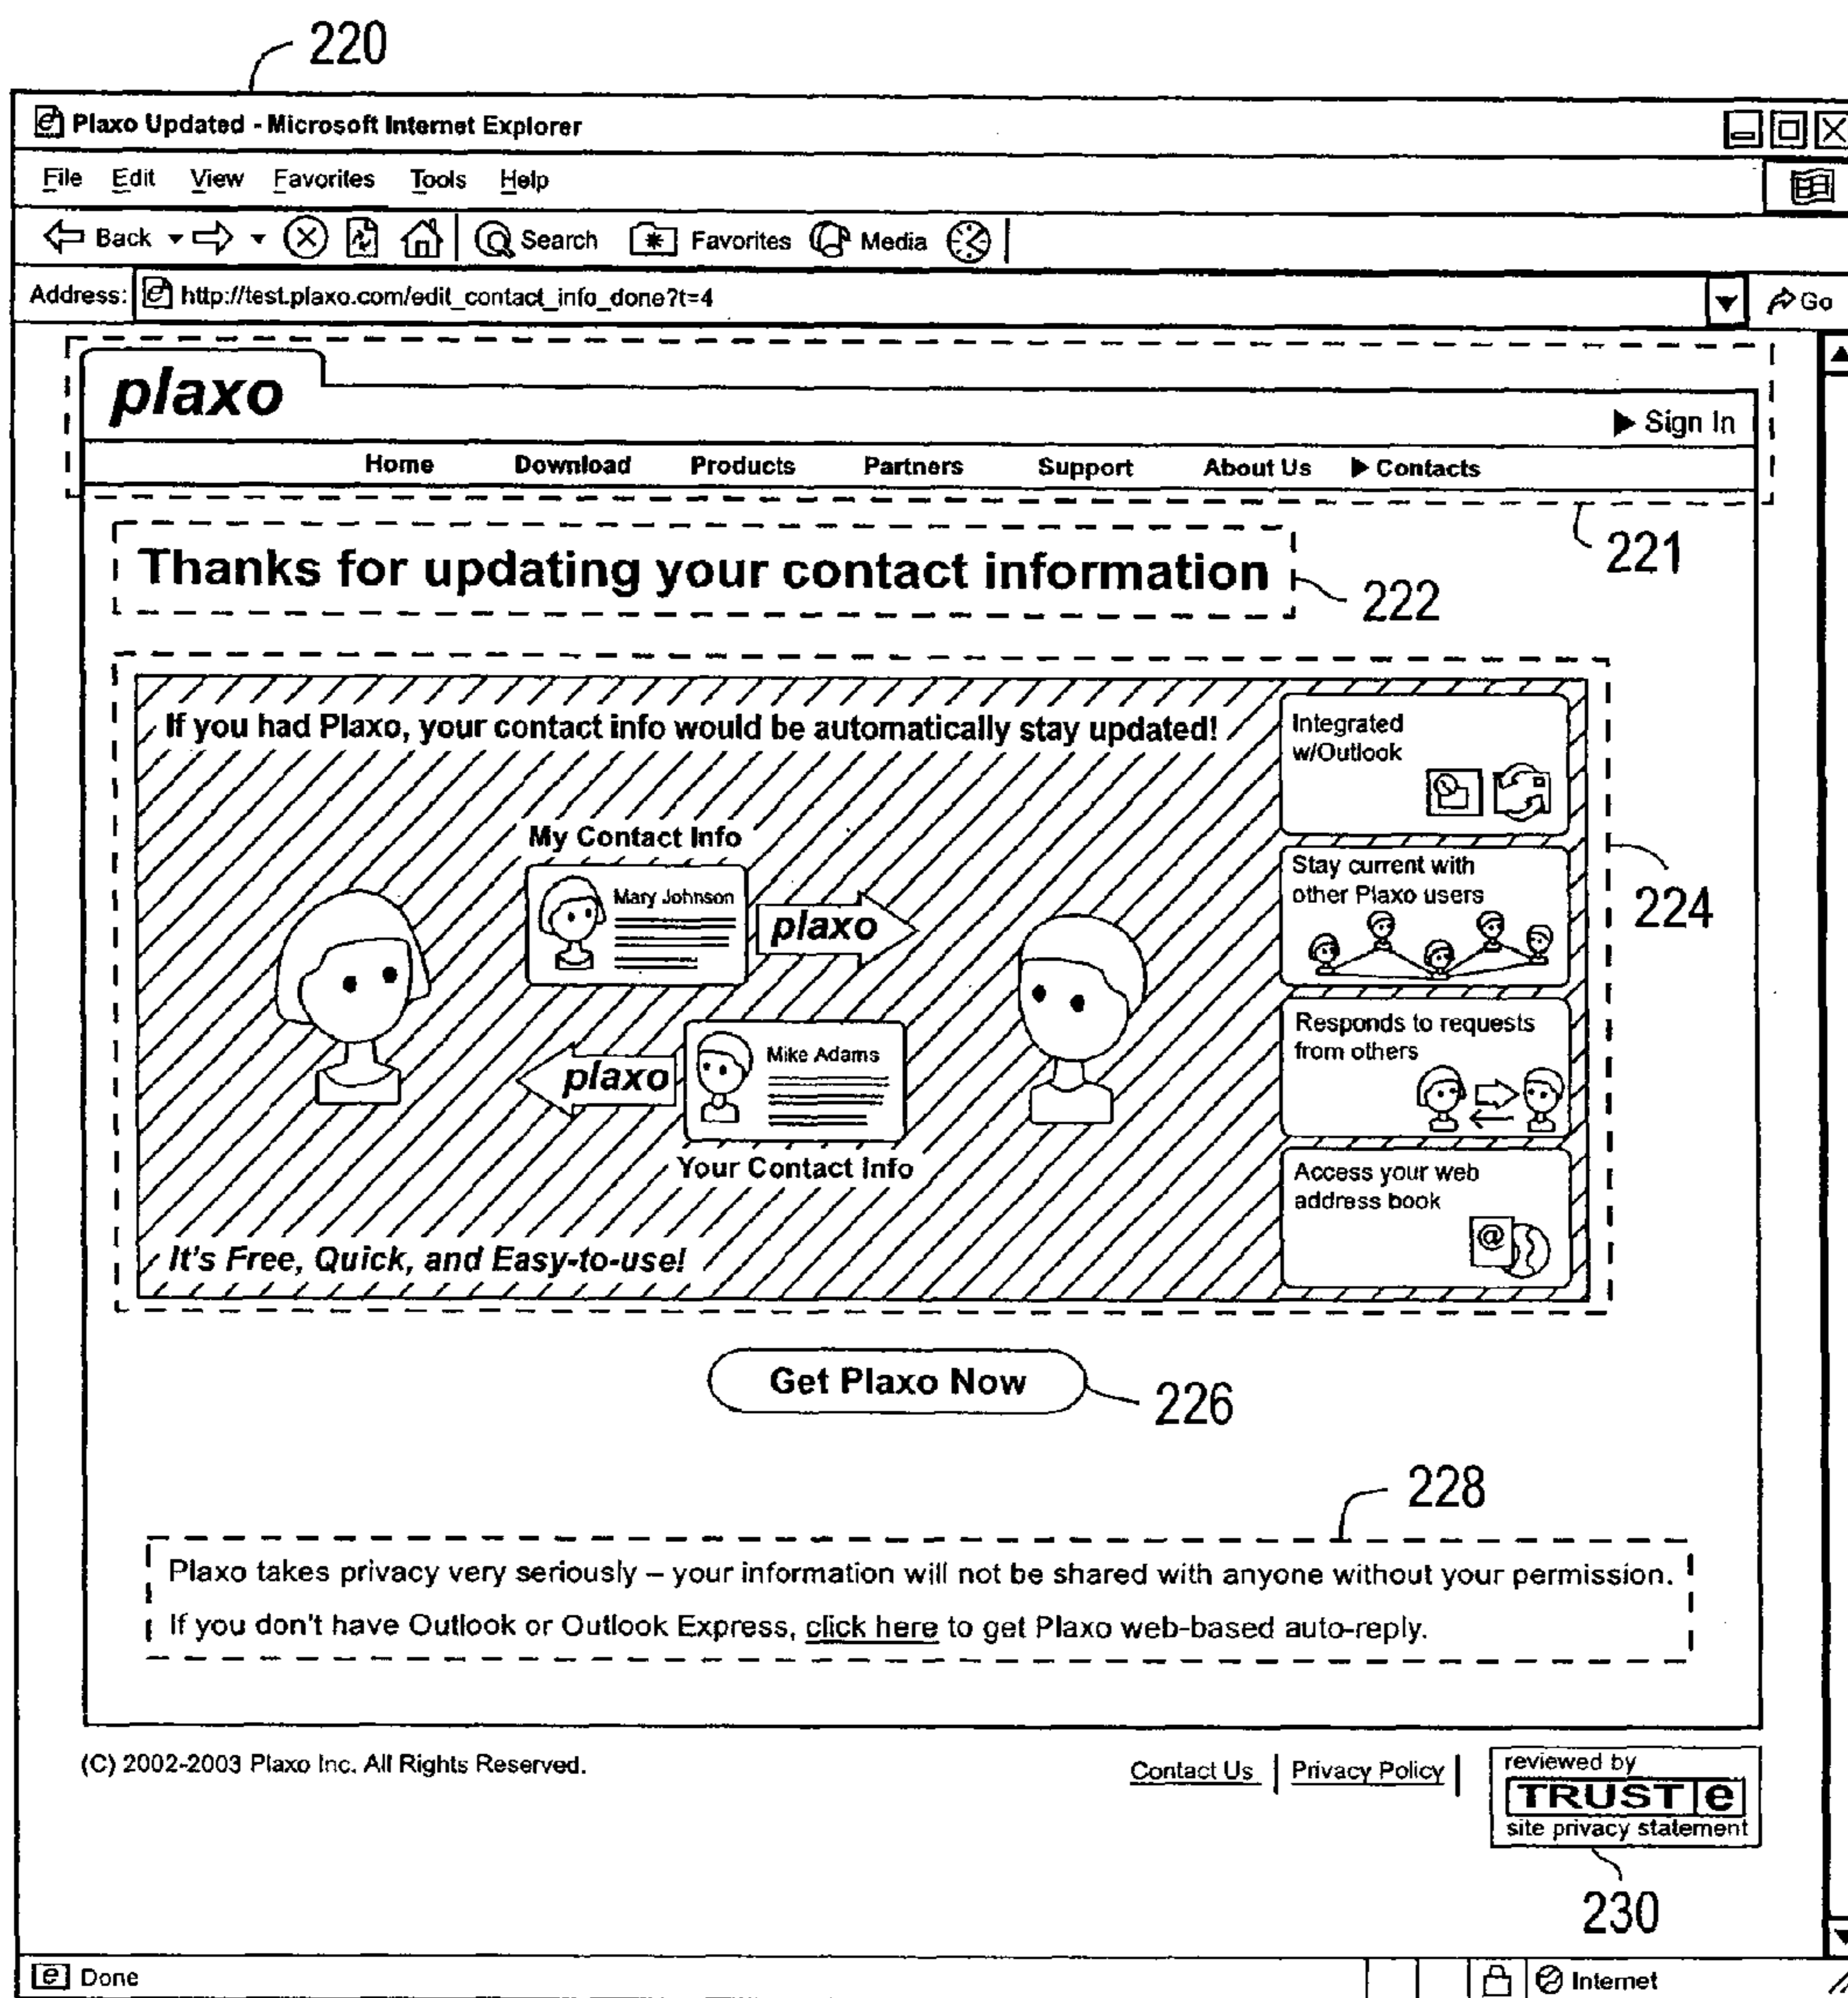 220
Plaxo Updated - Microsoft Internet Explorer
File Edit View Favorites Tools Help
Back Search Favorites Media
Address: http://test.plaxo.com/edit_contact_info_done?t=4 Go
plaxo
Sign In
Home Download Products Partners Support About Us Contacts
221
Thanks for updating your contact information
222
If you had Plaxo, your contact info would be automatically stay updated!
My Contact Info
Mary Johnson
plaxo
Mike Adams
plaxo
Your Contact Info
It's Free, Quick, and Easy-to-use!
Integrated
w/Outlook
Stay current with
other Plaxo users
Responds to requests
from others
Access your web
address book
@
224
Get Plaxo Now
226
228
Plaxo takes privacy very seriously – your information will not be shared with anyone without your permission.
If you don't have Outlook or Outlook Express, click here to get Plaxo web-based auto-reply.
(C) 2002-2003 Plaxo Inc. All Rights Reserved.
Contact Us | Privacy Policy |
reviewed by
TRUST e
site privacy statement
230
Done
Internet